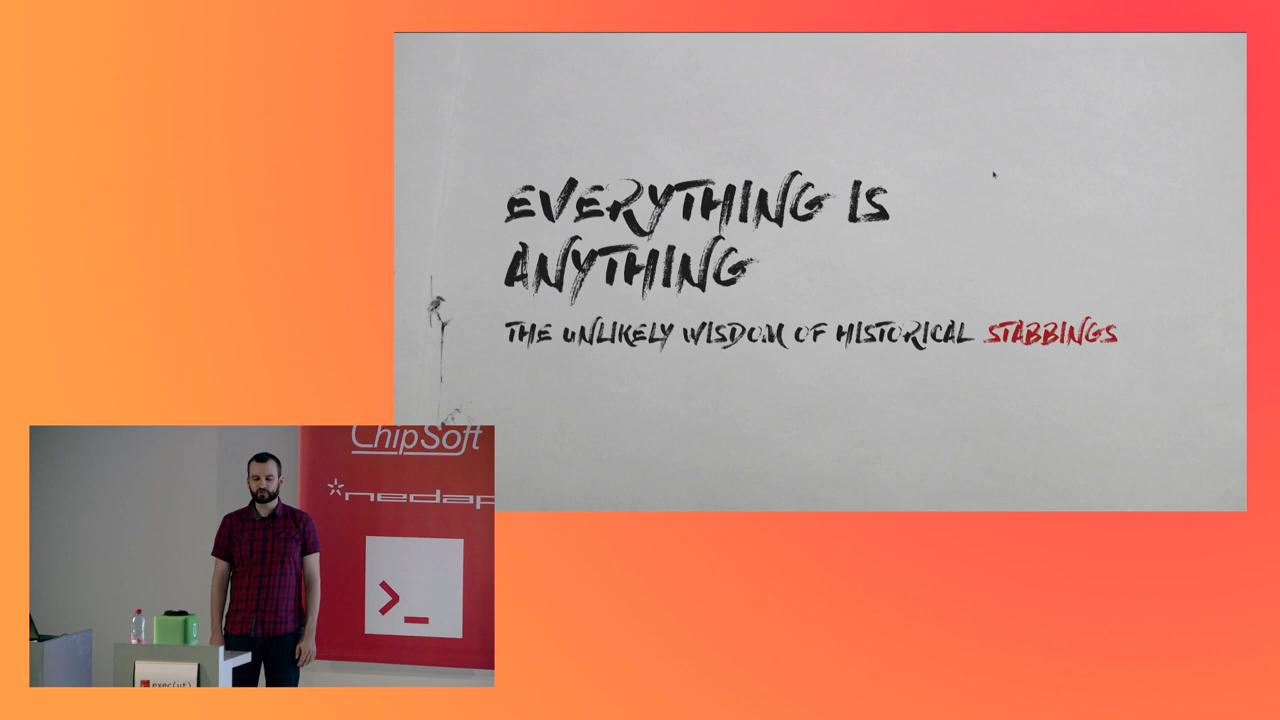 EVERYTHING IS
ANYTHING
THE UNLIKELY WISDOM OF HISTORICAL STABBINGS
ChipSoft
*nedap
>_
exec(ut)